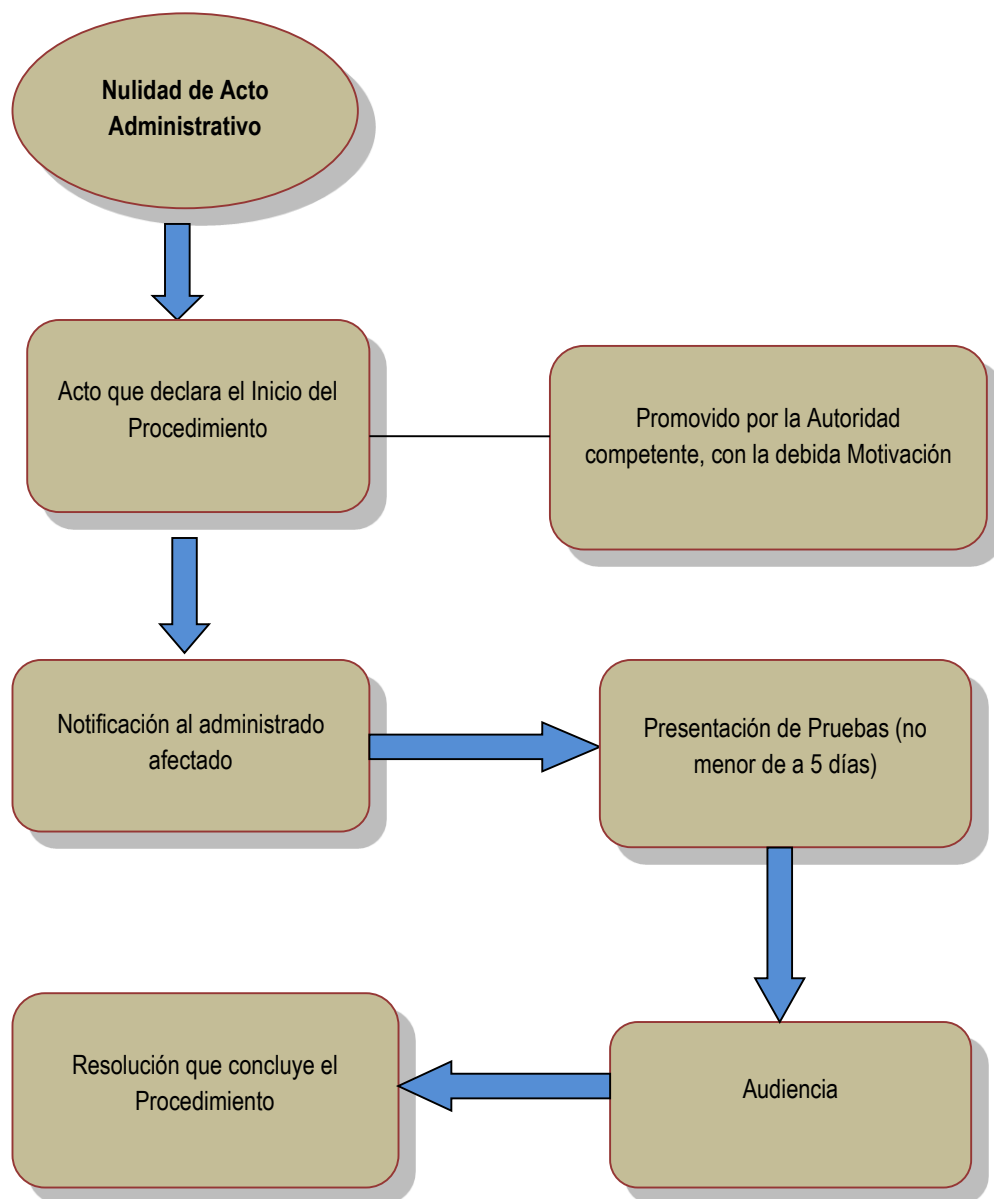 Nulidad de Acto
Administrativo
Acto que declara el Inicio del
Procedimiento
Promovido por la Autoridad
competente, con la debida Motivación
Notificación al administrado
afectado
Presentación de Pruebas (no
menor de a 5 días)
Audiencia
Resolución que concluye el
Procedimiento